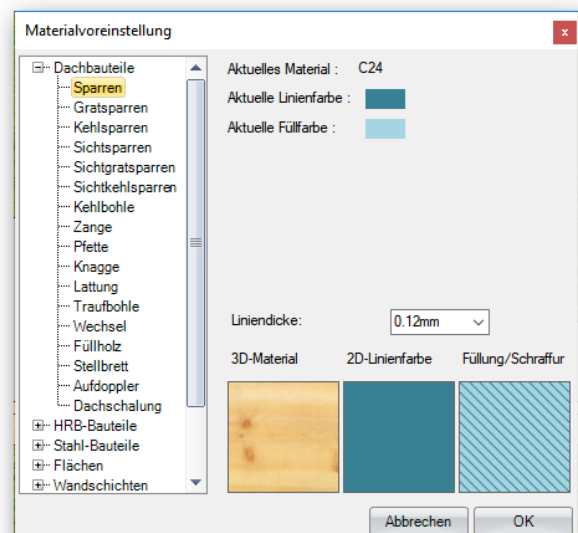 Materialvoreinstellung
x
Dachbauteile
Sparren
Gratsparren
Kehlsparren
Sichtsparren
Sichtgratsparren
Sichtkehlsparren
Kehlbohle
Zange
Pfette
Knagge
Lattung
Traufbohle
Wechsel
Füllholz
Stellbrett
Aufdoppler
Dachschalung
HRB-Bauteile
Stahl-Bauteile
Flächen
Wandschichten
Aktuelles Material : C24
Aktuelle Linienfarbe :
Aktuelle Füllfarbe :
Liniendicke: 0.12mm
3D-Material 2D-Linienfarbe Füllung/Schraffur
Abbrechen OK